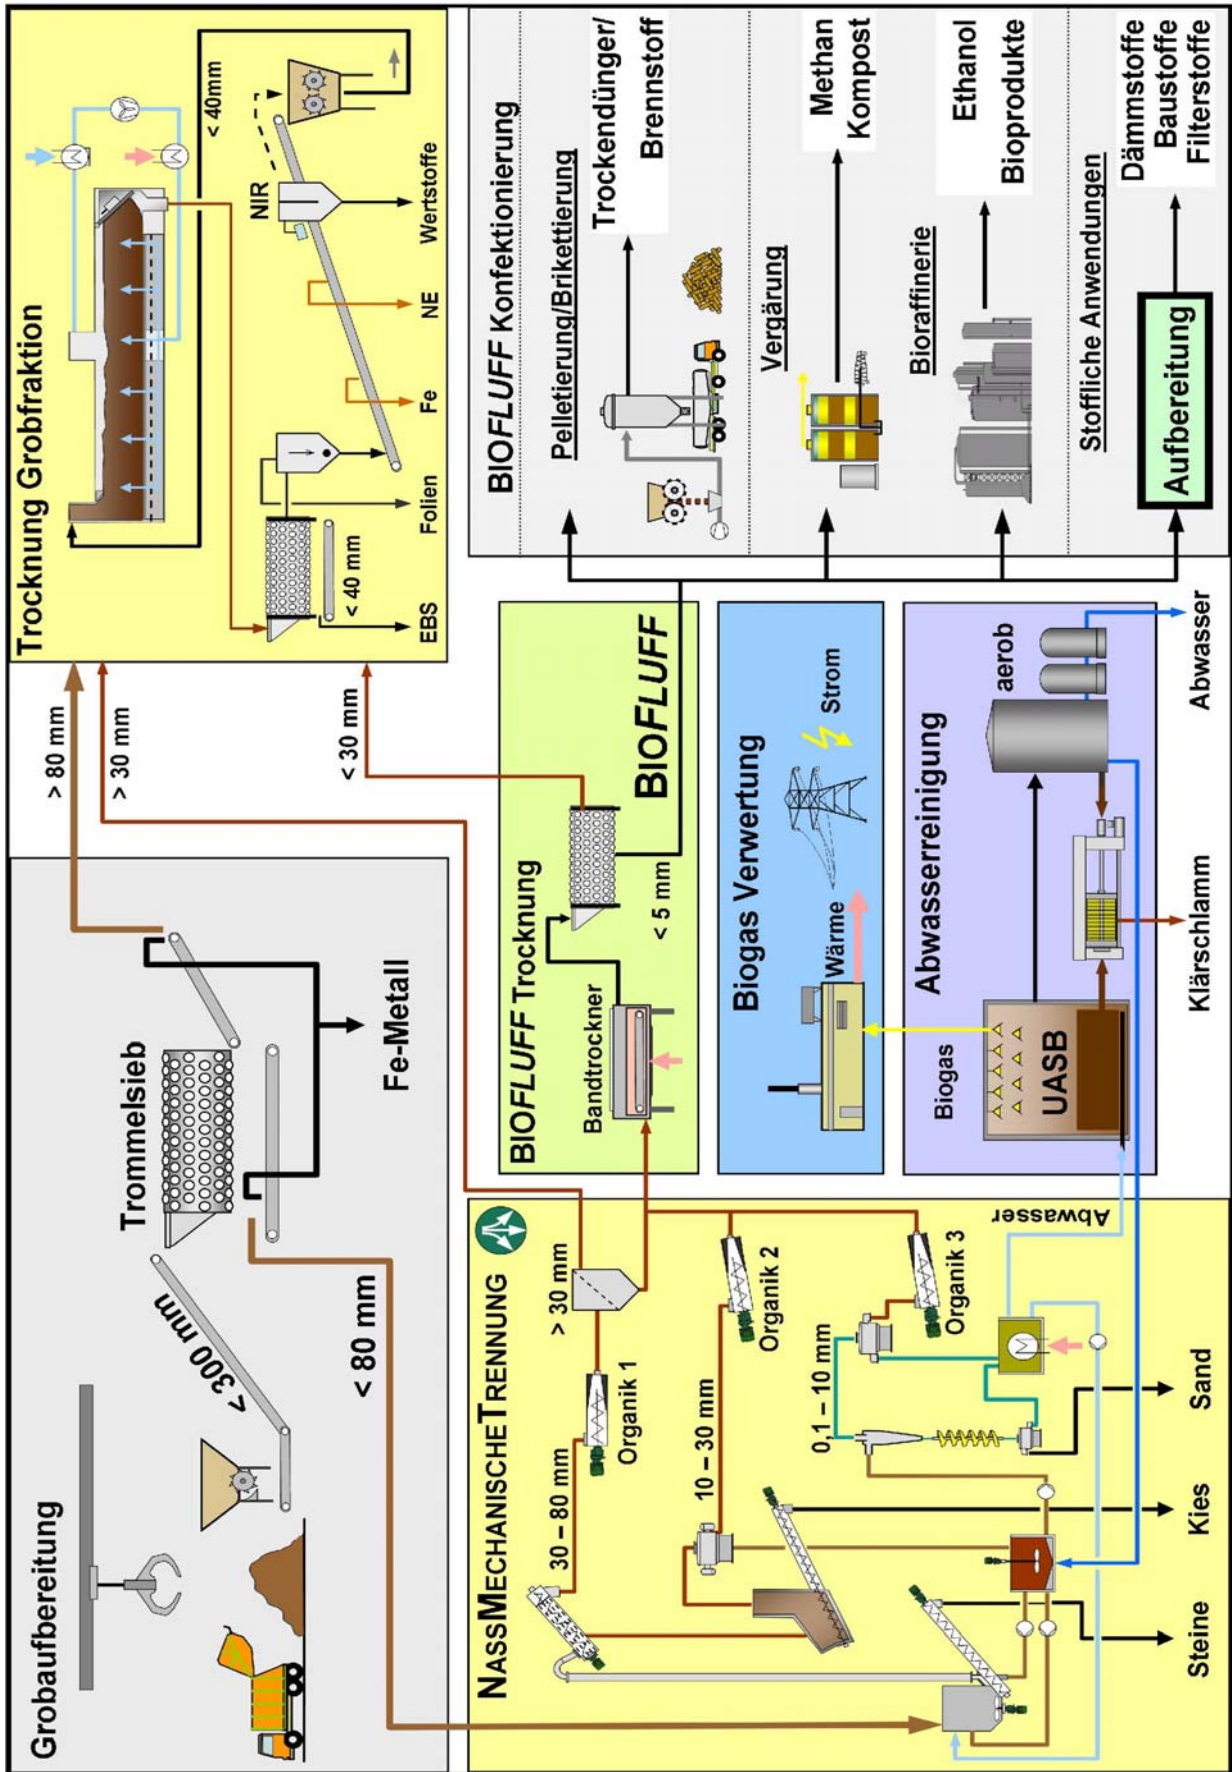 Grobaufbereitung
< 300 mm
Trommelsieb
Fe-Metall
< 80 mm
> 80 mm
> 30 mm
< 30 mm
Trocknung Grobfraktion
< 40mm
NIR
< 40 mm
EBS
Folien
Fe
NE
Wertstoffe
NASSMECHANISCHETRENNUNG
30 – 80 mm
Organik 1
> 30 mm
10 – 30 mm
Organik 2
0,1 – 10 mm
Organik 3
Abwasser
Steine
Kies
Sand
BIOFLUFF Trocknung
Bandtrockner
< 5 mm
BIOFLUFF
Biogas Verwertung
Wärme
Strom
Abwasserreinigung
Biogas
UASB
aerob
Klärschlamm
Abwasser
BIOFLUFF Konfektionierung
Pelletierung/Brikettierung
Trockendünger/
Brennstoff
Vergärung
Methan
Kompost
Bioraffinerie
Ethanol
Bioprodukte
Stoffliche Anwendungen
Aufbereitung
Dämmstoffe
Baustoffe
Filterstoffe